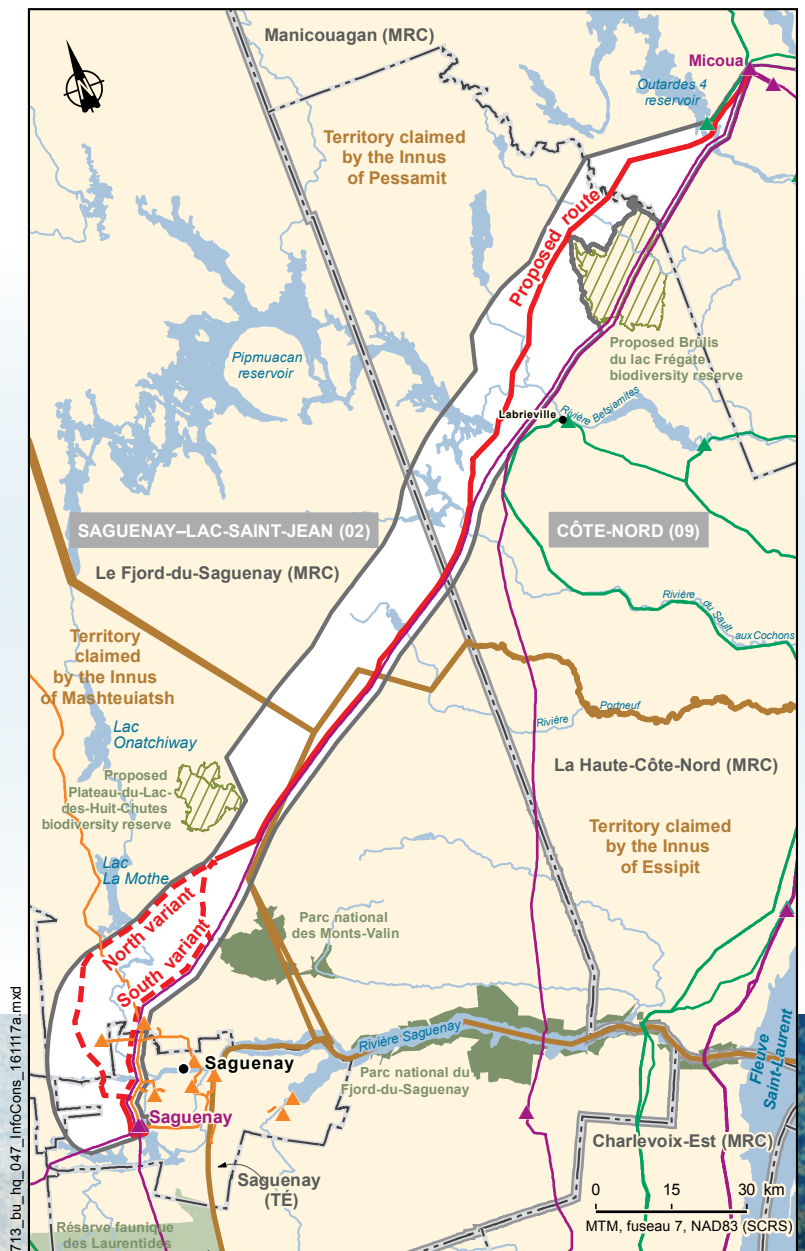 Manicouagan (MRC)
Micoua
Outardes 4
reservoir
Territory claimed
by the Innus
of Pessamit
Proposed route
Pipmuacan
reservoir
Proposed Brûlis
du lac Frégate
biodiversity reserve
Labrieville
Rivière Betsiamites
SAGUENAY–LAC-SAINT-JEAN (02)
CÔTE-NORD (09)
Le Fjord-du-Saguenay (MRC)
Rivière du Sault aux Cochons
Territory
claimed
by the Innus
of Mashteuiatsh
Lac
Onatchiway
Rivière Portneuf
La Haute-Côte-Nord (MRC)
Proposed
Plateau-du-Lac-
des-Huit-Chutes
biodiversity reserve
Territory claimed
by the Innus
of Essipit
Lac
La Mothe
North variant
South variant
Parc national
des Monts-Valin
Rivière Saguenay
Saguenay
Parc national du
Fjord-du-Saguenay
Fleuve
Saint-Laurent
Saguenay
Charlevoix-Est (MRC)
Saguenay
(TÉ)
0 15 30 km
MTM, fuseau 7, NAD83 (SCRS)
Réserve faunique
des Laurentides
713_bu_hq_047_InfoCons_161117a.mxd